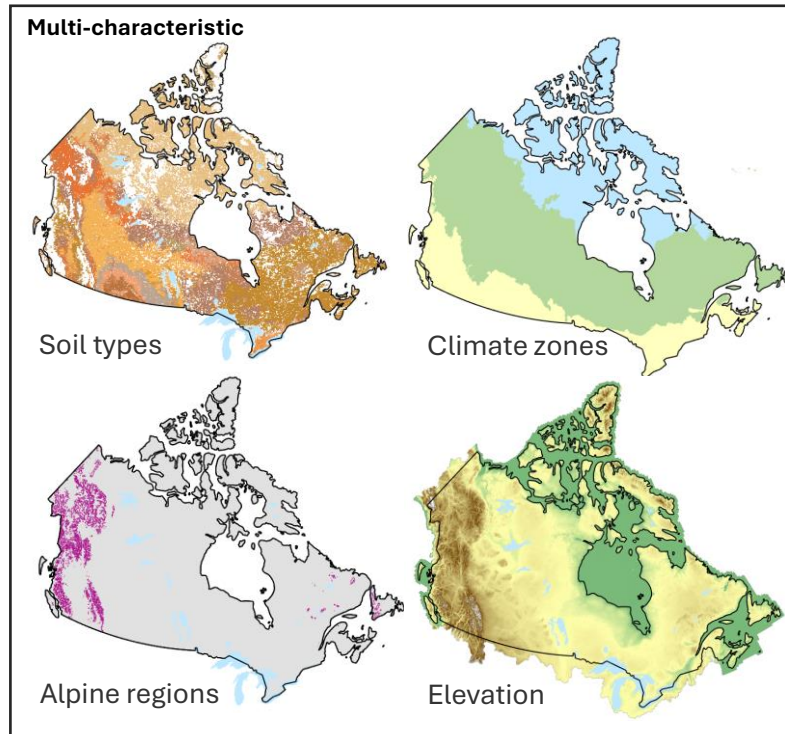 Multi-characteristic
Soil types
Climate zones
Alpine regions
Elevation